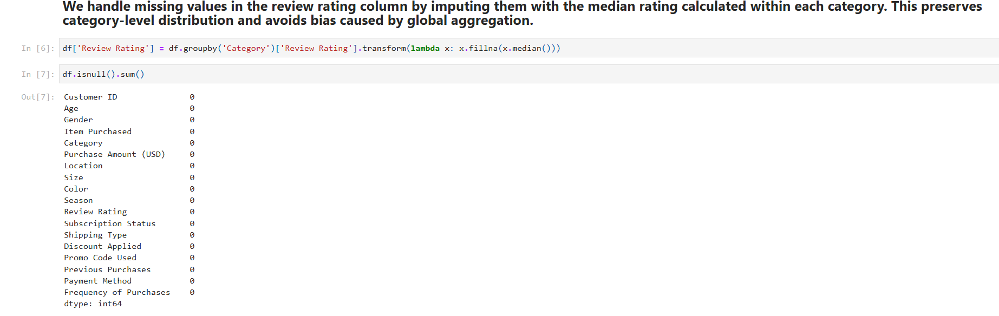 We handle missing values in the review rating column by imputing them with the median rating calculated within each category. This preserves
category-level distribution and avoids bias caused by global aggregation.
In [6]: df['Review Rating'] = df.groupby('Category')['Review Rating'].transform(lambda x: x.fillna(x.median()))
In [7]: df.isnull().sum()
Out[7]: Customer ID 0
Age 0
Gender 0
Item Purchased 0
Category 0
Purchase Amount (USD) 0
Location 0
Size 0
Color 0
Season 0
Review Rating 0
Subscription Status 0
Shipping Type 0
Discount Applied 0
Promo Code Used 0
Previous Purchases 0
Payment Method 0
Frequency of Purchases 0
dtype: int64